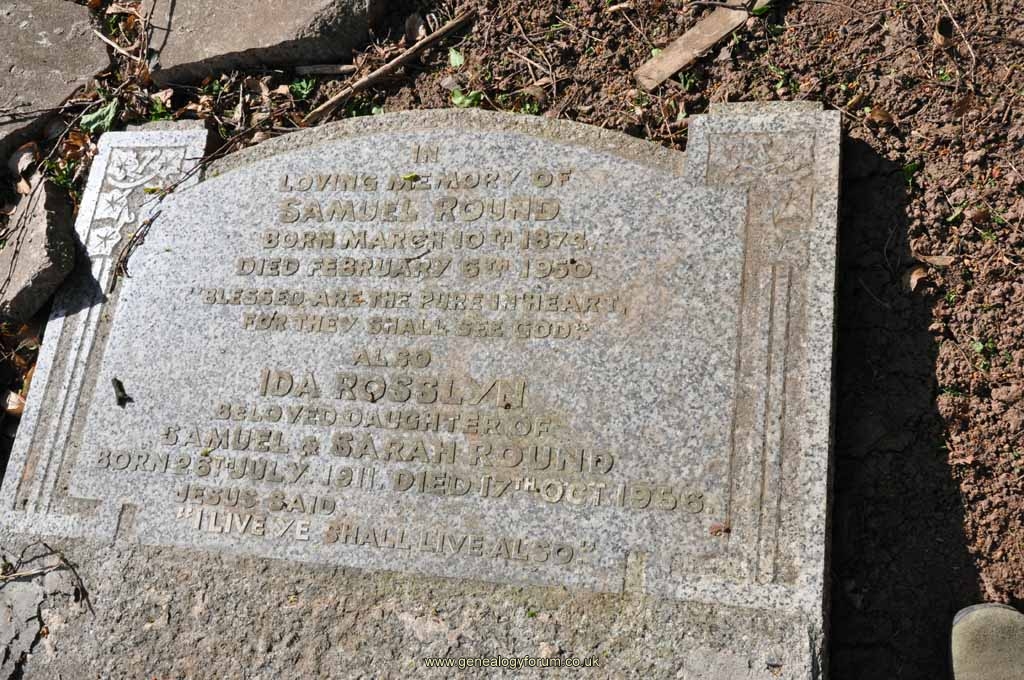 IN
LOVING MEMORY OF
SAMUEL ROUND
BORN MARCH 10TH 1874,
DIED FEBRUARY 6TH 1950.
"BLESSED ARE THE PURE IN HEART,
FOR THEY SHALL SEE GOD."
ALSO
IDA ROSSLYN
BELOVED DAUGHTER OF
SAMUEL & SARAH ROUND
BORN 26TH JULY 1911. DIED 17TH OCT 1956.
JESUS SAID
"I LIVE YE SHALL LIVE ALSO."
www.genealogyforum.co.uk